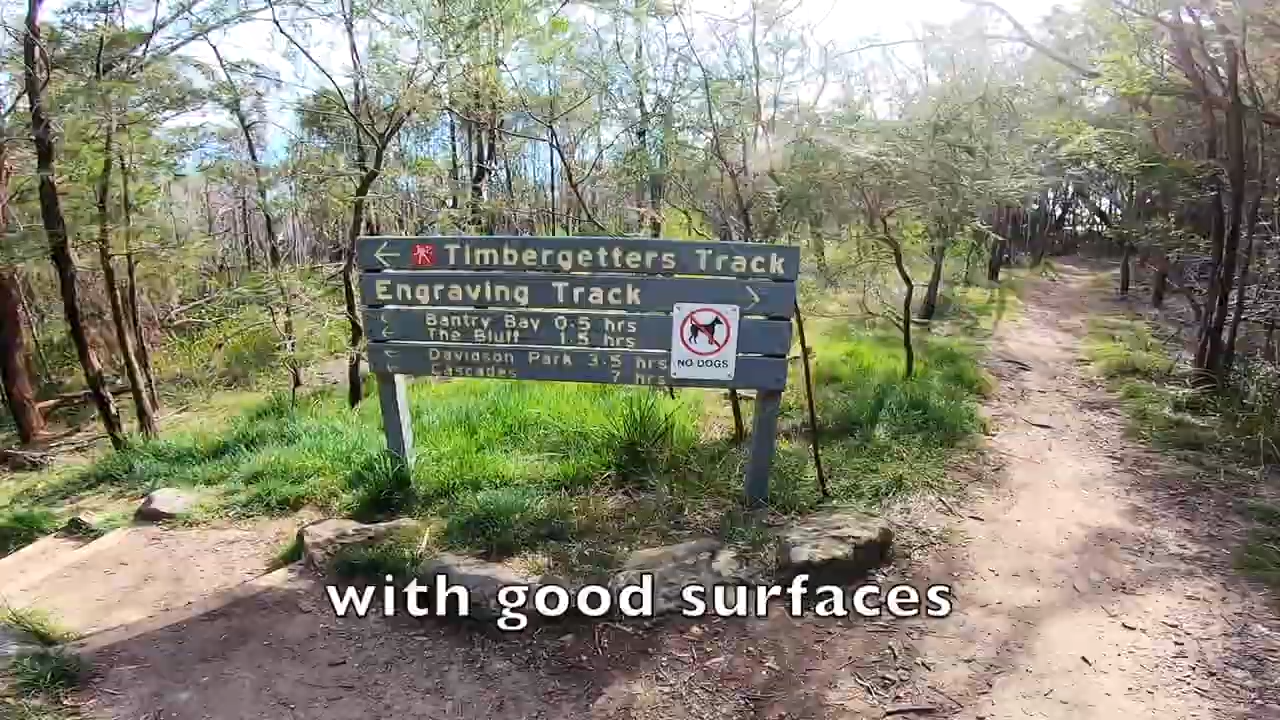 Timbergetters Track
Engraving Track
Bantry Bay 0.5 hrs
The Bluff 1.5 hrs
Davidson Park 3.5 hrs
Cascades 7 hrs
NO DOGS
with good surfaces